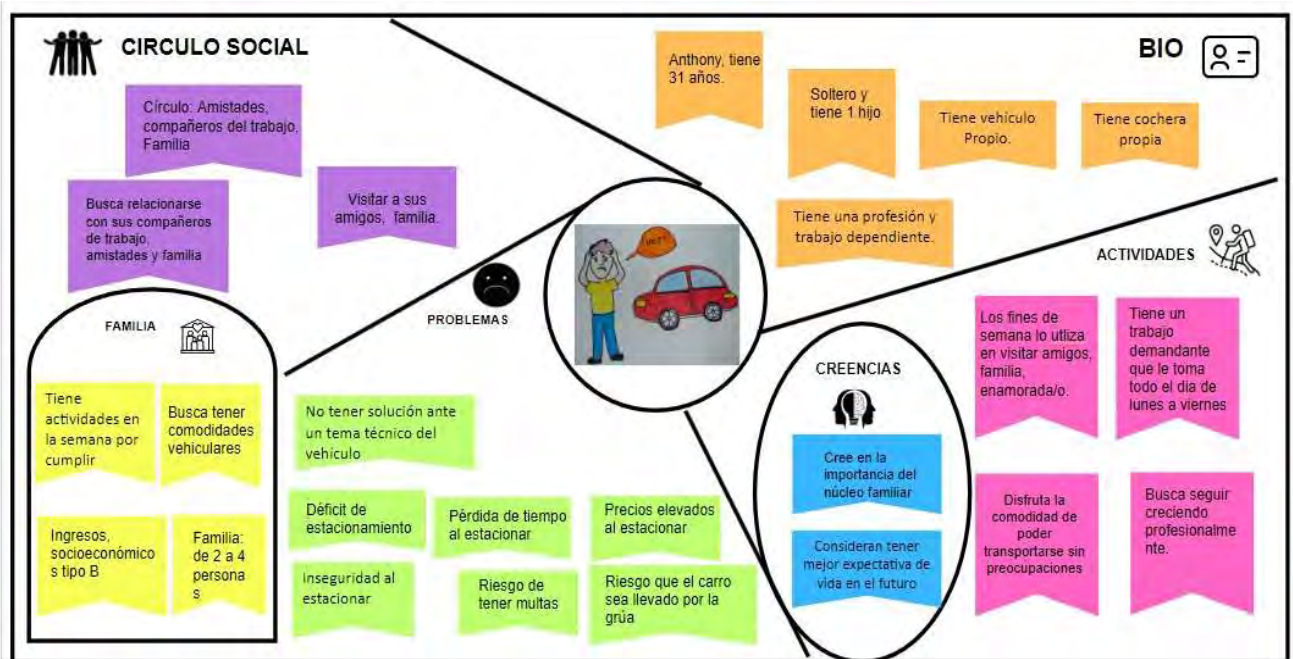 CIRCULO SOCIAL
Círculo: Amistades,
compañeros del trabajo,
Familia
Busca relacionarse
con sus compañeros
de trabajo,
amistades y familia
Visitar a sus
amigos, familia.
BIO
Anthony, tiene
31 años.
Soltero y
tiene 1 hijo
Tiene vehículo
Propio.
Tiene cochera
propia
Tiene una profesión y
trabajo dependiente.
FAMILIA
Tiene
actividades en
la semana por
cumplir
Busca tener
comodidades
vehiculares
Ingresos,
socioeconómico
s tipo B
Familia:
de 2 a 4
persona
s
PROBLEMAS
No tener solución ante
un tema técnico del
vehículo
Déficit de
estacionamiento
Pérdida de tiempo
al estacionar
Precios elevados
al estacionar
Inseguridad al
estacionar
Riesgo de
tener multas
Riesgo que el carro
sea llevado por la
grúa
CREENCIAS
Cree en la
importancia del
núcleo familiar
Consideran tener
mejor expectativa de
vida en el futuro
ACTIVIDADES
Los fines de
semana lo utliza
en visitar amigos,
familia,
enamorada/o.
Tiene un
trabajo
demandante
que le toma
todo el dia de
lunes a viernes
Disfruta la
comodidad de
poder
transportarse sin
preocupaciones
Busca seguir
creciendo
profesionalme
nte.